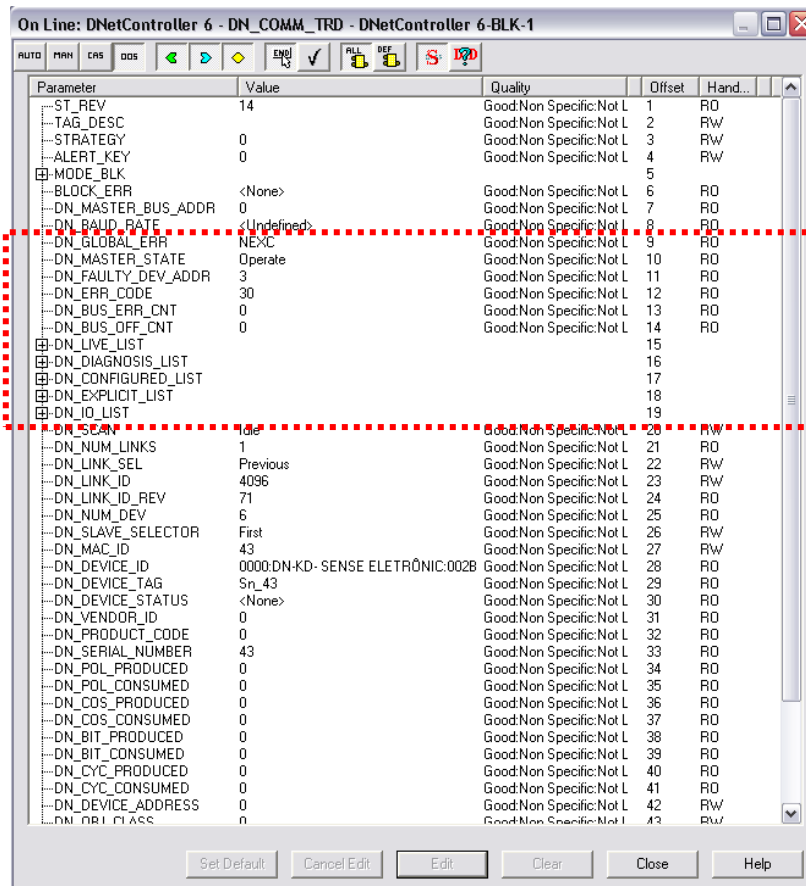 On Line: DNetController 6 - DN_COMM_TRD - DNetController 6-BLK-1
AUTO MAN CAS OOS END ALL DEF S D?D
Parameter Value Quality Offset Hand...
ST_REV 14 Good:Non Specific:Not L 1 RO
TAG_DESC Good:Non Specific:Not L 2 RW
STRATEGY 0 Good:Non Specific:Not L 3 RW
ALERT_KEY 0 Good:Non Specific:Not L 4 RW
MODE_BLK 5
BLOCK_ERR <None> Good:Non Specific:Not L 6 RO
DN_MASTER_BUS_ADDR 0 Good:Non Specific:Not L 7 RO
DN_BAUD_RATE <Undefined> Good:Non Specific:Not L 8 RO
DN_GLOBAL_ERR NEXC Good:Non Specific:Not L 9 RO
DN_MASTER_STATE Operate Good:Non Specific:Not L 10 RO
DN_FAULTY_DEV_ADDR 3 Good:Non Specific:Not L 11 RO
DN_ERR_CODE 30 Good:Non Specific:Not L 12 RO
DN_BUS_ERR_CNT 0 Good:Non Specific:Not L 13 RO
DN_BUS_OFF_CNT 0 Good:Non Specific:Not L 14 RO
DN_LIVE_LIST 15
DN_DIAGNOSIS_LIST 16
DN_CONFIGURED_LIST 17
DN_EXPLICIT_LIST 18
DN_IO_LIST 19
DN_SCAN Idle Good:Non Specific:Not L 20 RW
DN_NUM_LINKS 1 Good:Non Specific:Not L 21 RO
DN_LINK_SEL Previous Good:Non Specific:Not L 22 RW
DN_LINK_ID 4096 Good:Non Specific:Not L 23 RW
DN_LINK_ID_REV 71 Good:Non Specific:Not L 24 RO
DN_NUM_DEV 6 Good:Non Specific:Not L 25 RO
DN_SLAVE_SELECTOR First Good:Non Specific:Not L 26 RW
DN_MAC_ID 43 Good:Non Specific:Not L 27 RW
DN_DEVICE_ID 0000:DN-KD- SENSE ELETRÔNIC:002B Good:Non Specific:Not L 28 RO
DN_DEVICE_TAG Sn_43 Good:Non Specific:Not L 29 RO
DN_DEVICE_STATUS <None> Good:Non Specific:Not L 30 RO
DN_VENDOR_ID 0 Good:Non Specific:Not L 31 RO
DN_PRODUCT_CODE 0 Good:Non Specific:Not L 32 RO
DN_SERIAL_NUMBER 43 Good:Non Specific:Not L 33 RO
DN_POL_PRODUCED 0 Good:Non Specific:Not L 34 RO
DN_POL_CONSUMED 0 Good:Non Specific:Not L 35 RO
DN_COS_PRODUCED 0 Good:Non Specific:Not L 36 RO
DN_COS_CONSUMED 0 Good:Non Specific:Not L 37 RO
DN_BIT_PRODUCED 0 Good:Non Specific:Not L 38 RO
DN_BIT_CONSUMED 0 Good:Non Specific:Not L 39 RO
DN_CYC_PRODUCED 0 Good:Non Specific:Not L 40 RO
DN_CYC_CONSUMED 0 Good:Non Specific:Not L 41 RO
DN_DEVICE_ADDRESS 0 Good:Non Specific:Not L 42 RW
DN_OBJ_CLASS 0 Good:Non Specific:Not L 43 RW
Set Default Cancel Edit Edit Clear Close Help